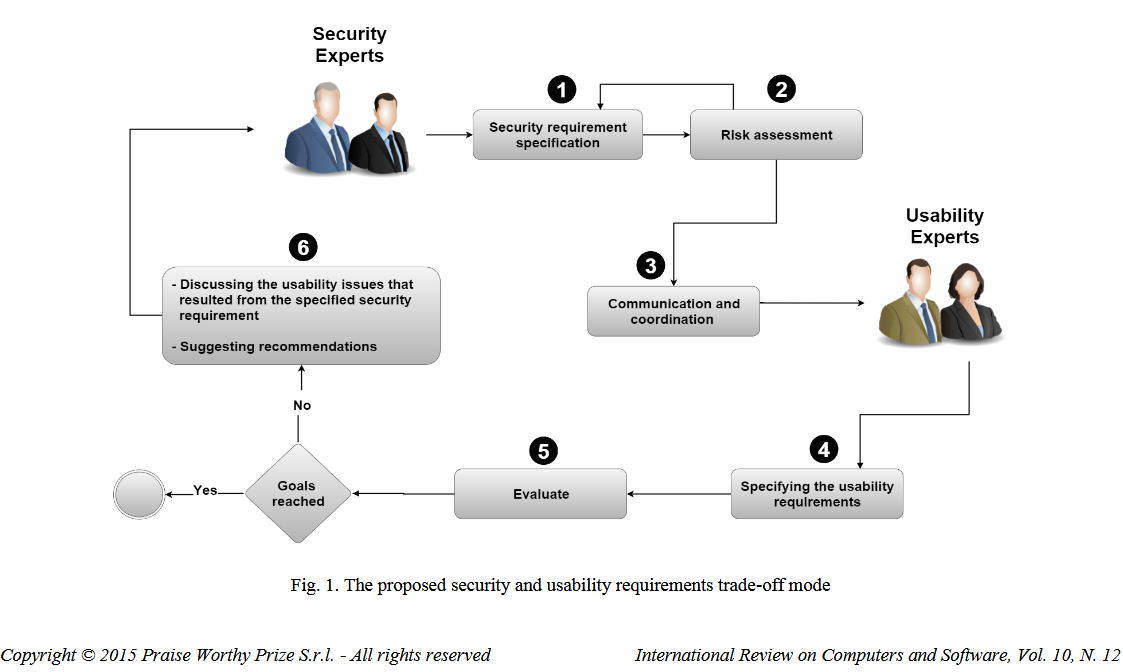 Security
Experts
1
Security requirement
specification
2
Risk assessment
Usability
Experts
3
Communication and
coordination
6
- Discussing the usability issues that
resulted from the specified security
requirement
- Suggesting recommendations
No
4
Specifying the usability
requirements
5
Evaluate
Goals
reached
Yes
Fig. 1. The proposed security and usability requirements trade-off mode
Copyright © 2015 Praise Worthy Prize S.r.l. - All rights reserved
International Review on Computers and Software, Vol. 10, N. 12